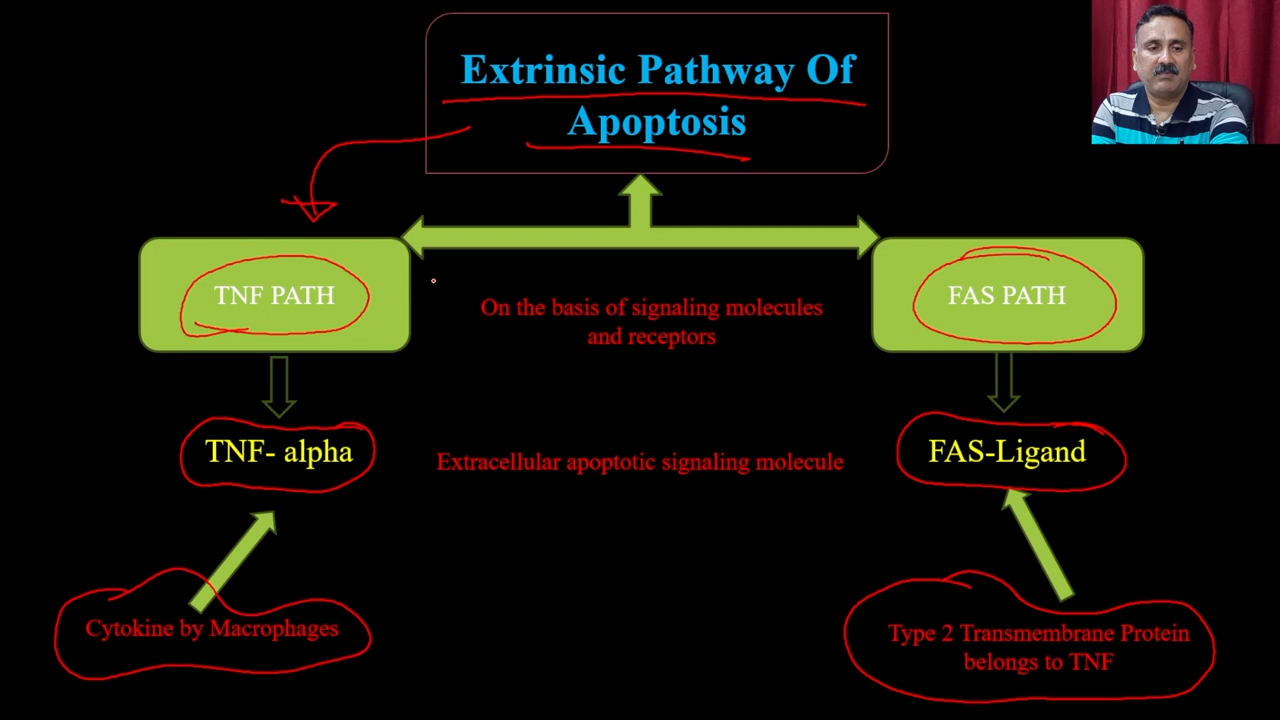 Extrinsic Pathway Of
Apoptosis
TNF PATH
FAS PATH
On the basis of signaling molecules
and receptors
TNF- alpha
Extracellular apoptotic signaling molecule
FAS-Ligand
Cytokine by Macrophages
Type 2 Transmembrane Protein
belongs to TNF